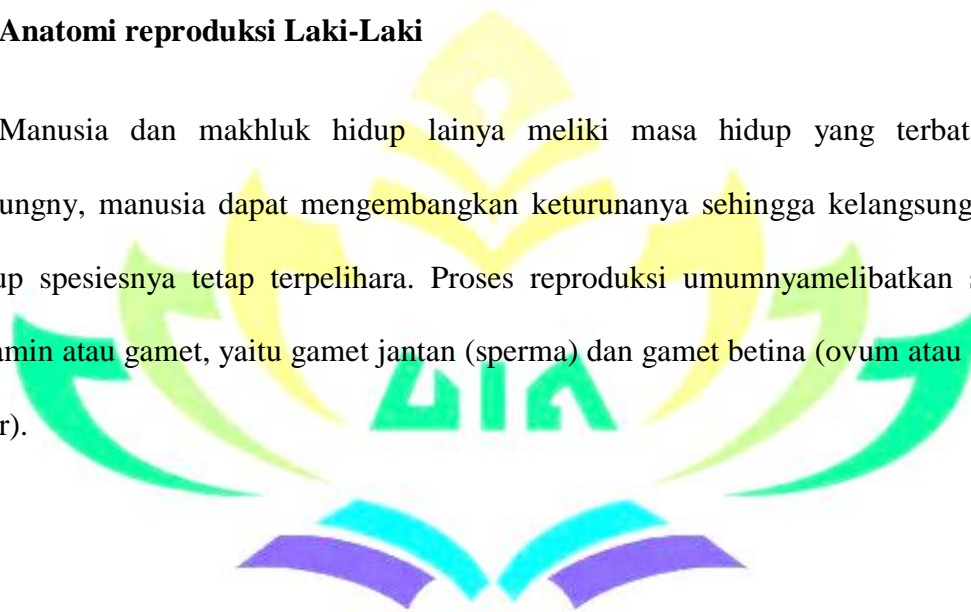 Anatomi reproduksi Laki-Laki
Manusia dan makhluk hidup lainya meliki masa hidup yang terbat
ungny, manusia dapat mengembangkan keturunanya sehingga kelangsung
up spesiesnya tetap terpelihara. Proses reproduksi umumnyamelibatkan s
amin atau gamet, yaitu gamet jantan (sperma) dan gamet betina (ovum atau
r).